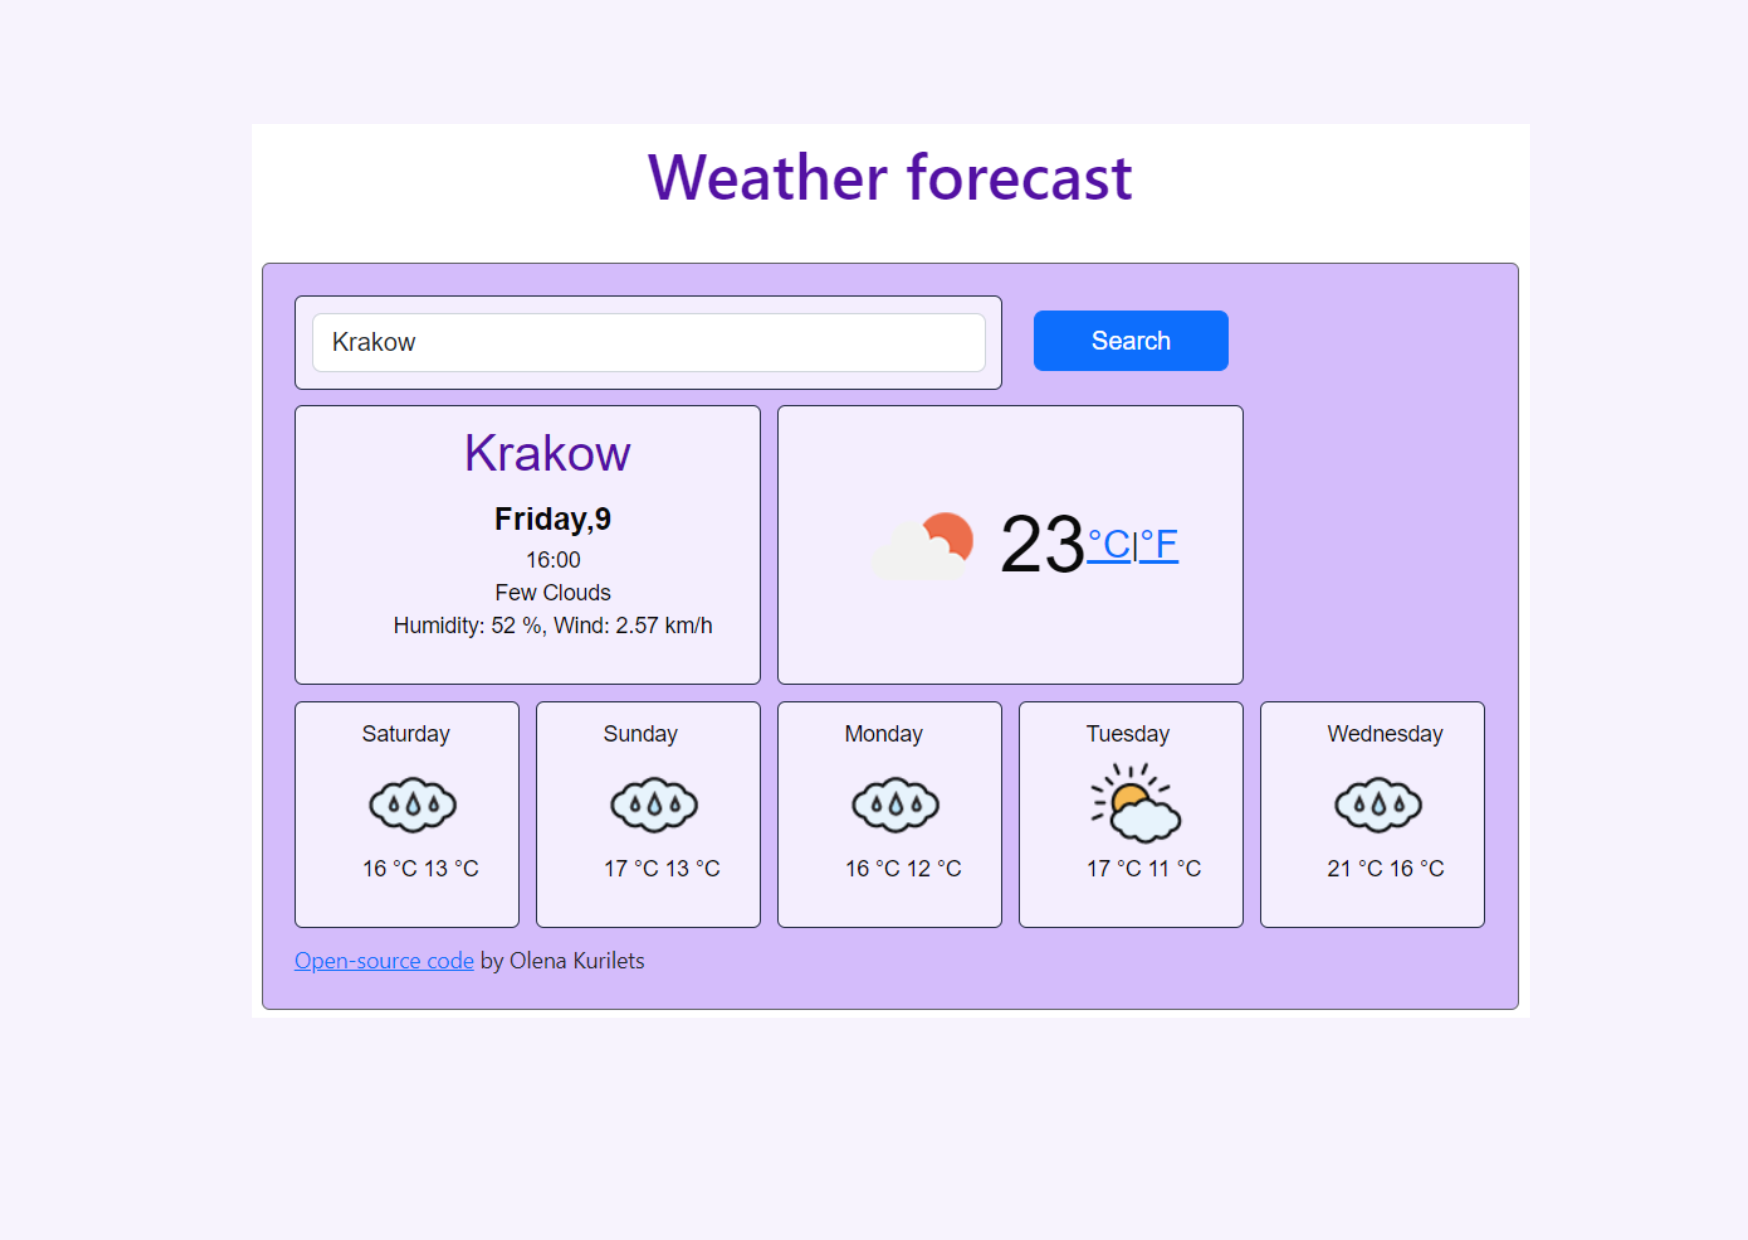 Weather forecast
Krakow
Search
Krakow
Friday,9
16:00
Few Clouds
Humidity: 52 %, Wind: 2.57 km/h
23°C|°F
Saturday
16 °C 13 °C
Sunday
17 °C 13 °C
Monday
16 °C 12 °C
Tuesday
17 °C 11 °C
Wednesday
21 °C 16 °C
Open-source code by Olena Kurilets